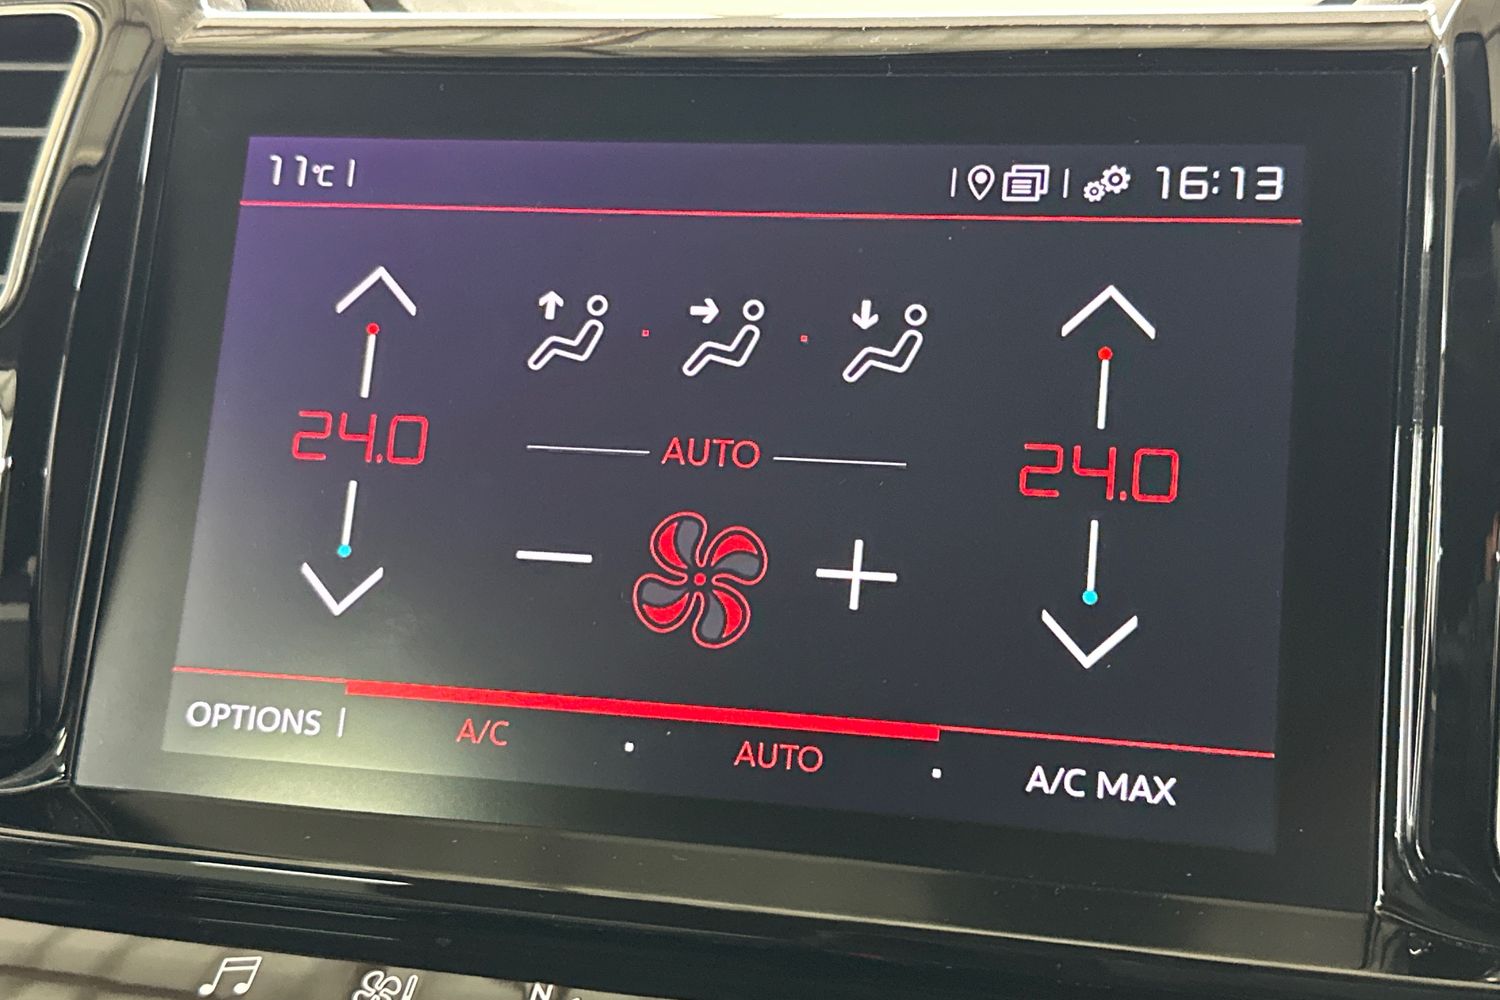 11°C
16:13
24.0
AUTO
24.0
OPTIONS
A/C
AUTO
A/C MAX
N